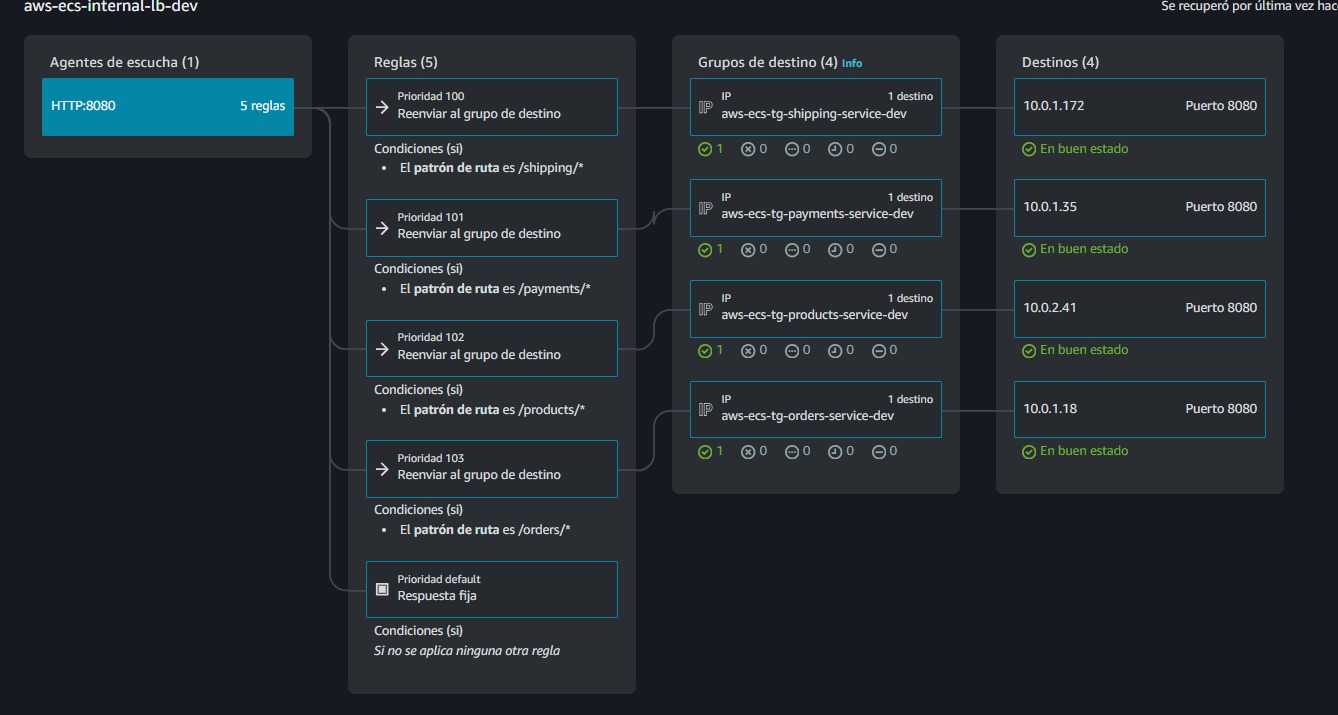 aws-ecs-internal-lb-dev
Se recuperó por última vez hac
Agentes de escucha (1)
HTTP:8080 5 reglas
Reglas (5)
Prioridad 100
Reenviar al grupo de destino
Condiciones (si)
• El patrón de ruta es /shipping/*
Prioridad 101
Reenviar al grupo de destino
Condiciones (si)
• El patrón de ruta es /payments/*
Prioridad 102
Reenviar al grupo de destino
Condiciones (si)
• El patrón de ruta es /products/*
Prioridad 103
Reenviar al grupo de destino
Condiciones (si)
• El patrón de ruta es /orders/*
Prioridad default
Respuesta fija
Condiciones (si)
Si no se aplica ninguna otra regla
Grupos de destino (4) Info
IP 1 destino
aws-ecs-tg-shipping-service-dev
1 0 0 0 0
IP 1 destino
aws-ecs-tg-payments-service-dev
1 0 0 0 0
IP 1 destino
aws-ecs-tg-products-service-dev
1 0 0 0 0
IP 1 destino
aws-ecs-tg-orders-service-dev
1 0 0 0 0
Destinos (4)
10.0.1.172 Puerto 8080
En buen estado
10.0.1.35 Puerto 8080
En buen estado
10.0.2.41 Puerto 8080
En buen estado
10.0.1.18 Puerto 8080
En buen estado